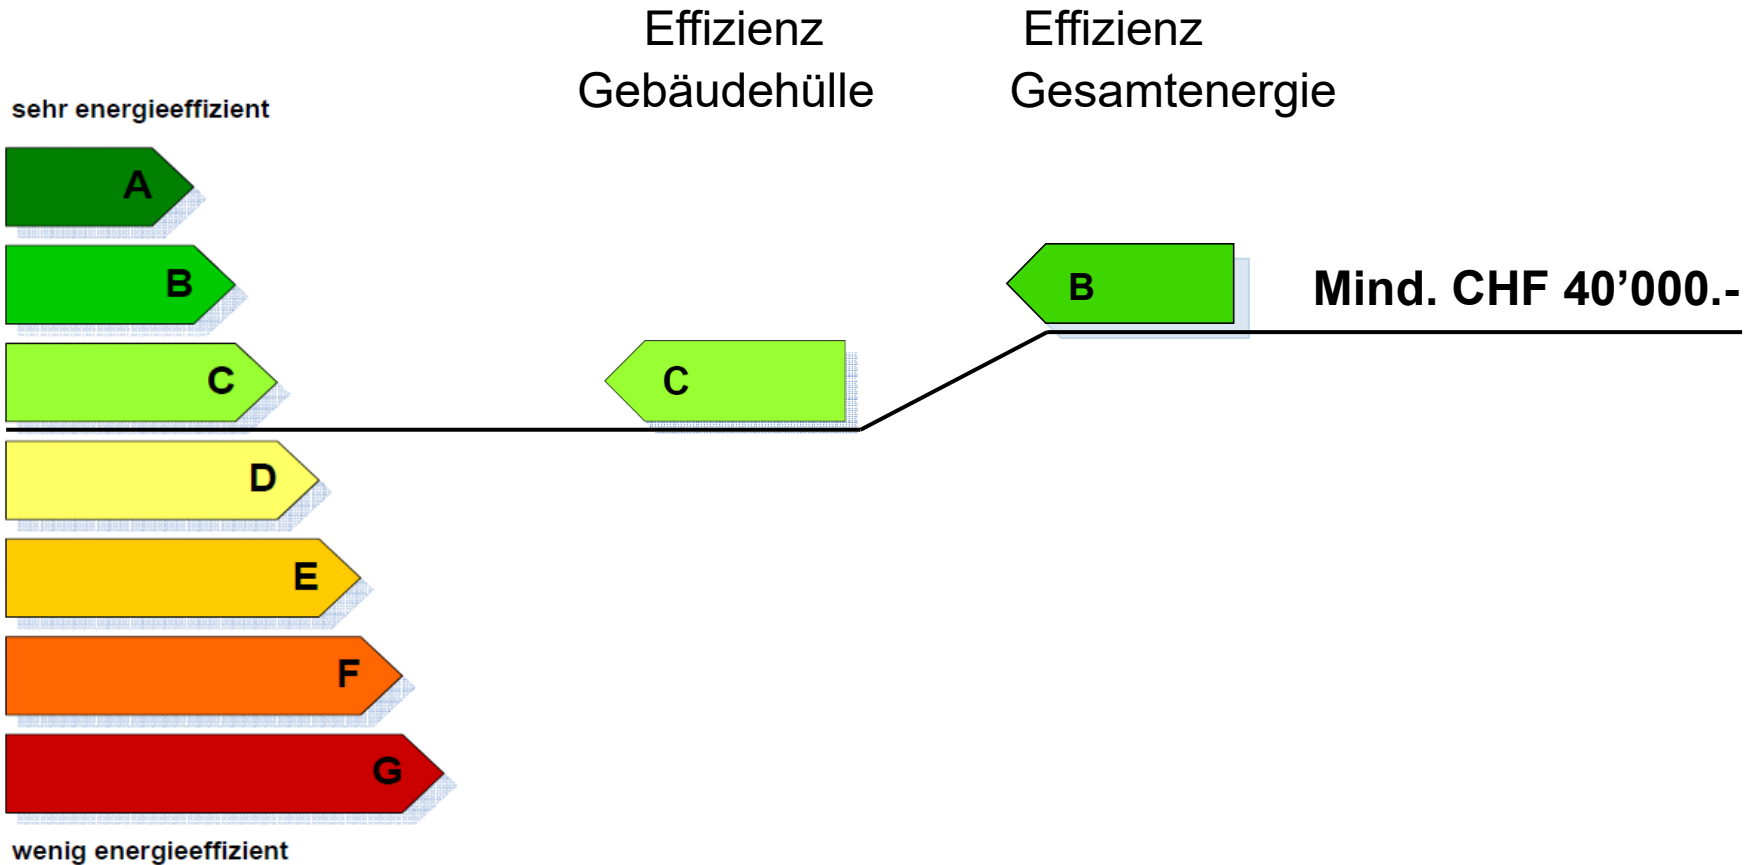 Effizienz
Gebäudehülle
Effizienz
Gesamtenergie
sehr energieeffizient
A
B
B
Mind. CHF 40’000.-
C
C
D
E
F
G
wenig energieeffizient